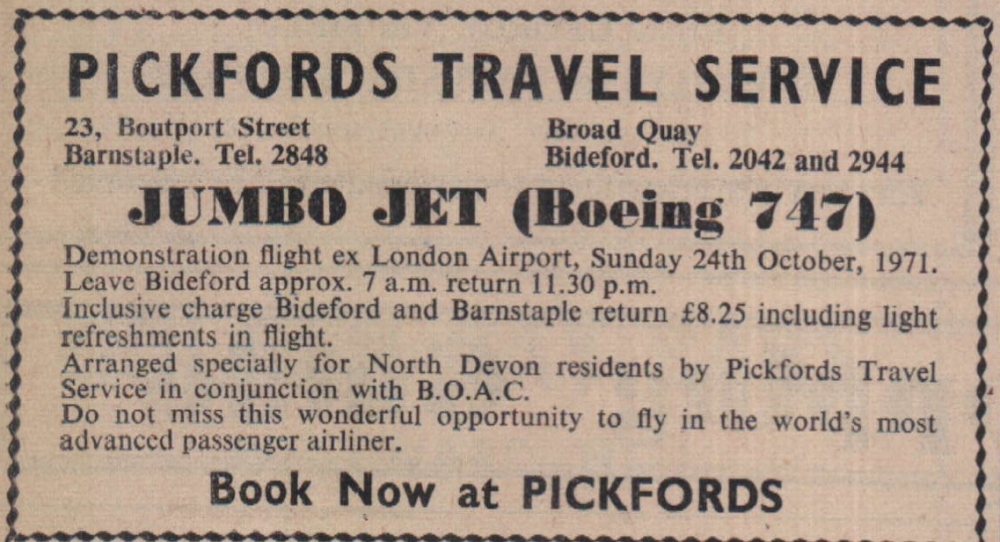 PICKFORDS TRAVEL SERVICE
23, Boutport Street
Barnstaple. Tel. 2848
Broad Quay
Bideford. Tel. 2042 and 2944
JUMBO JET (Boeing 747)
Demonstration flight ex London Airport, Sunday 24th October, 1971.
Leave Bideford approx. 7 a.m. return 11.30 p.m.
Inclusive charge Bideford and Barnstaple return £8.25 including light
refreshments in flight.
Arranged specially for North Devon residents by Pickfords Travel
Service in conjunction with B.O.A.C.
Do not miss this wonderful opportunity to fly in the world's most
advanced passenger airliner.
Book Now at PICKFORDS